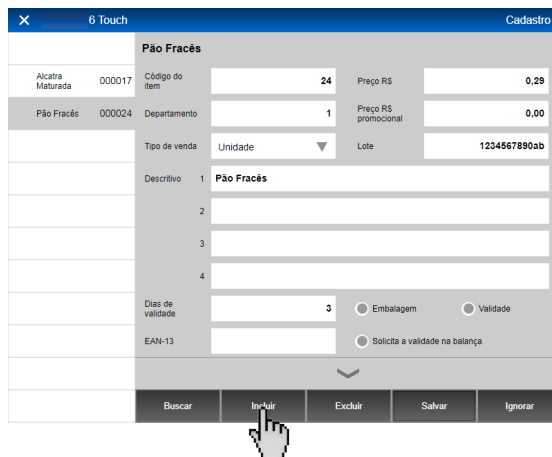 6 Touch Cadastro
Pão Fracês
Alcatra Maturada 000017
Pão Fracês 000024
Código do item 24 Preço R$ 0,29
Departamento 1 Preço R$ promocional 0,00
Tipo de venda Unidade Lote 1234567890ab
Descritivo 1 Pão Fracês
2
3
4
Dias de validade 3 Embalagem Validade
EAN-13 Solicita a validade na balança
Buscar Incluir Excluir Salvar Ignorar